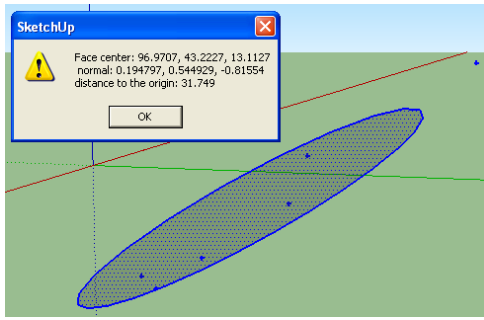 SketchUp
Face center: 96.9707, 43.2227, 13.1127
normal: 0.194797, 0.544929, -0.81554
distance to the origin: 31.749
OK